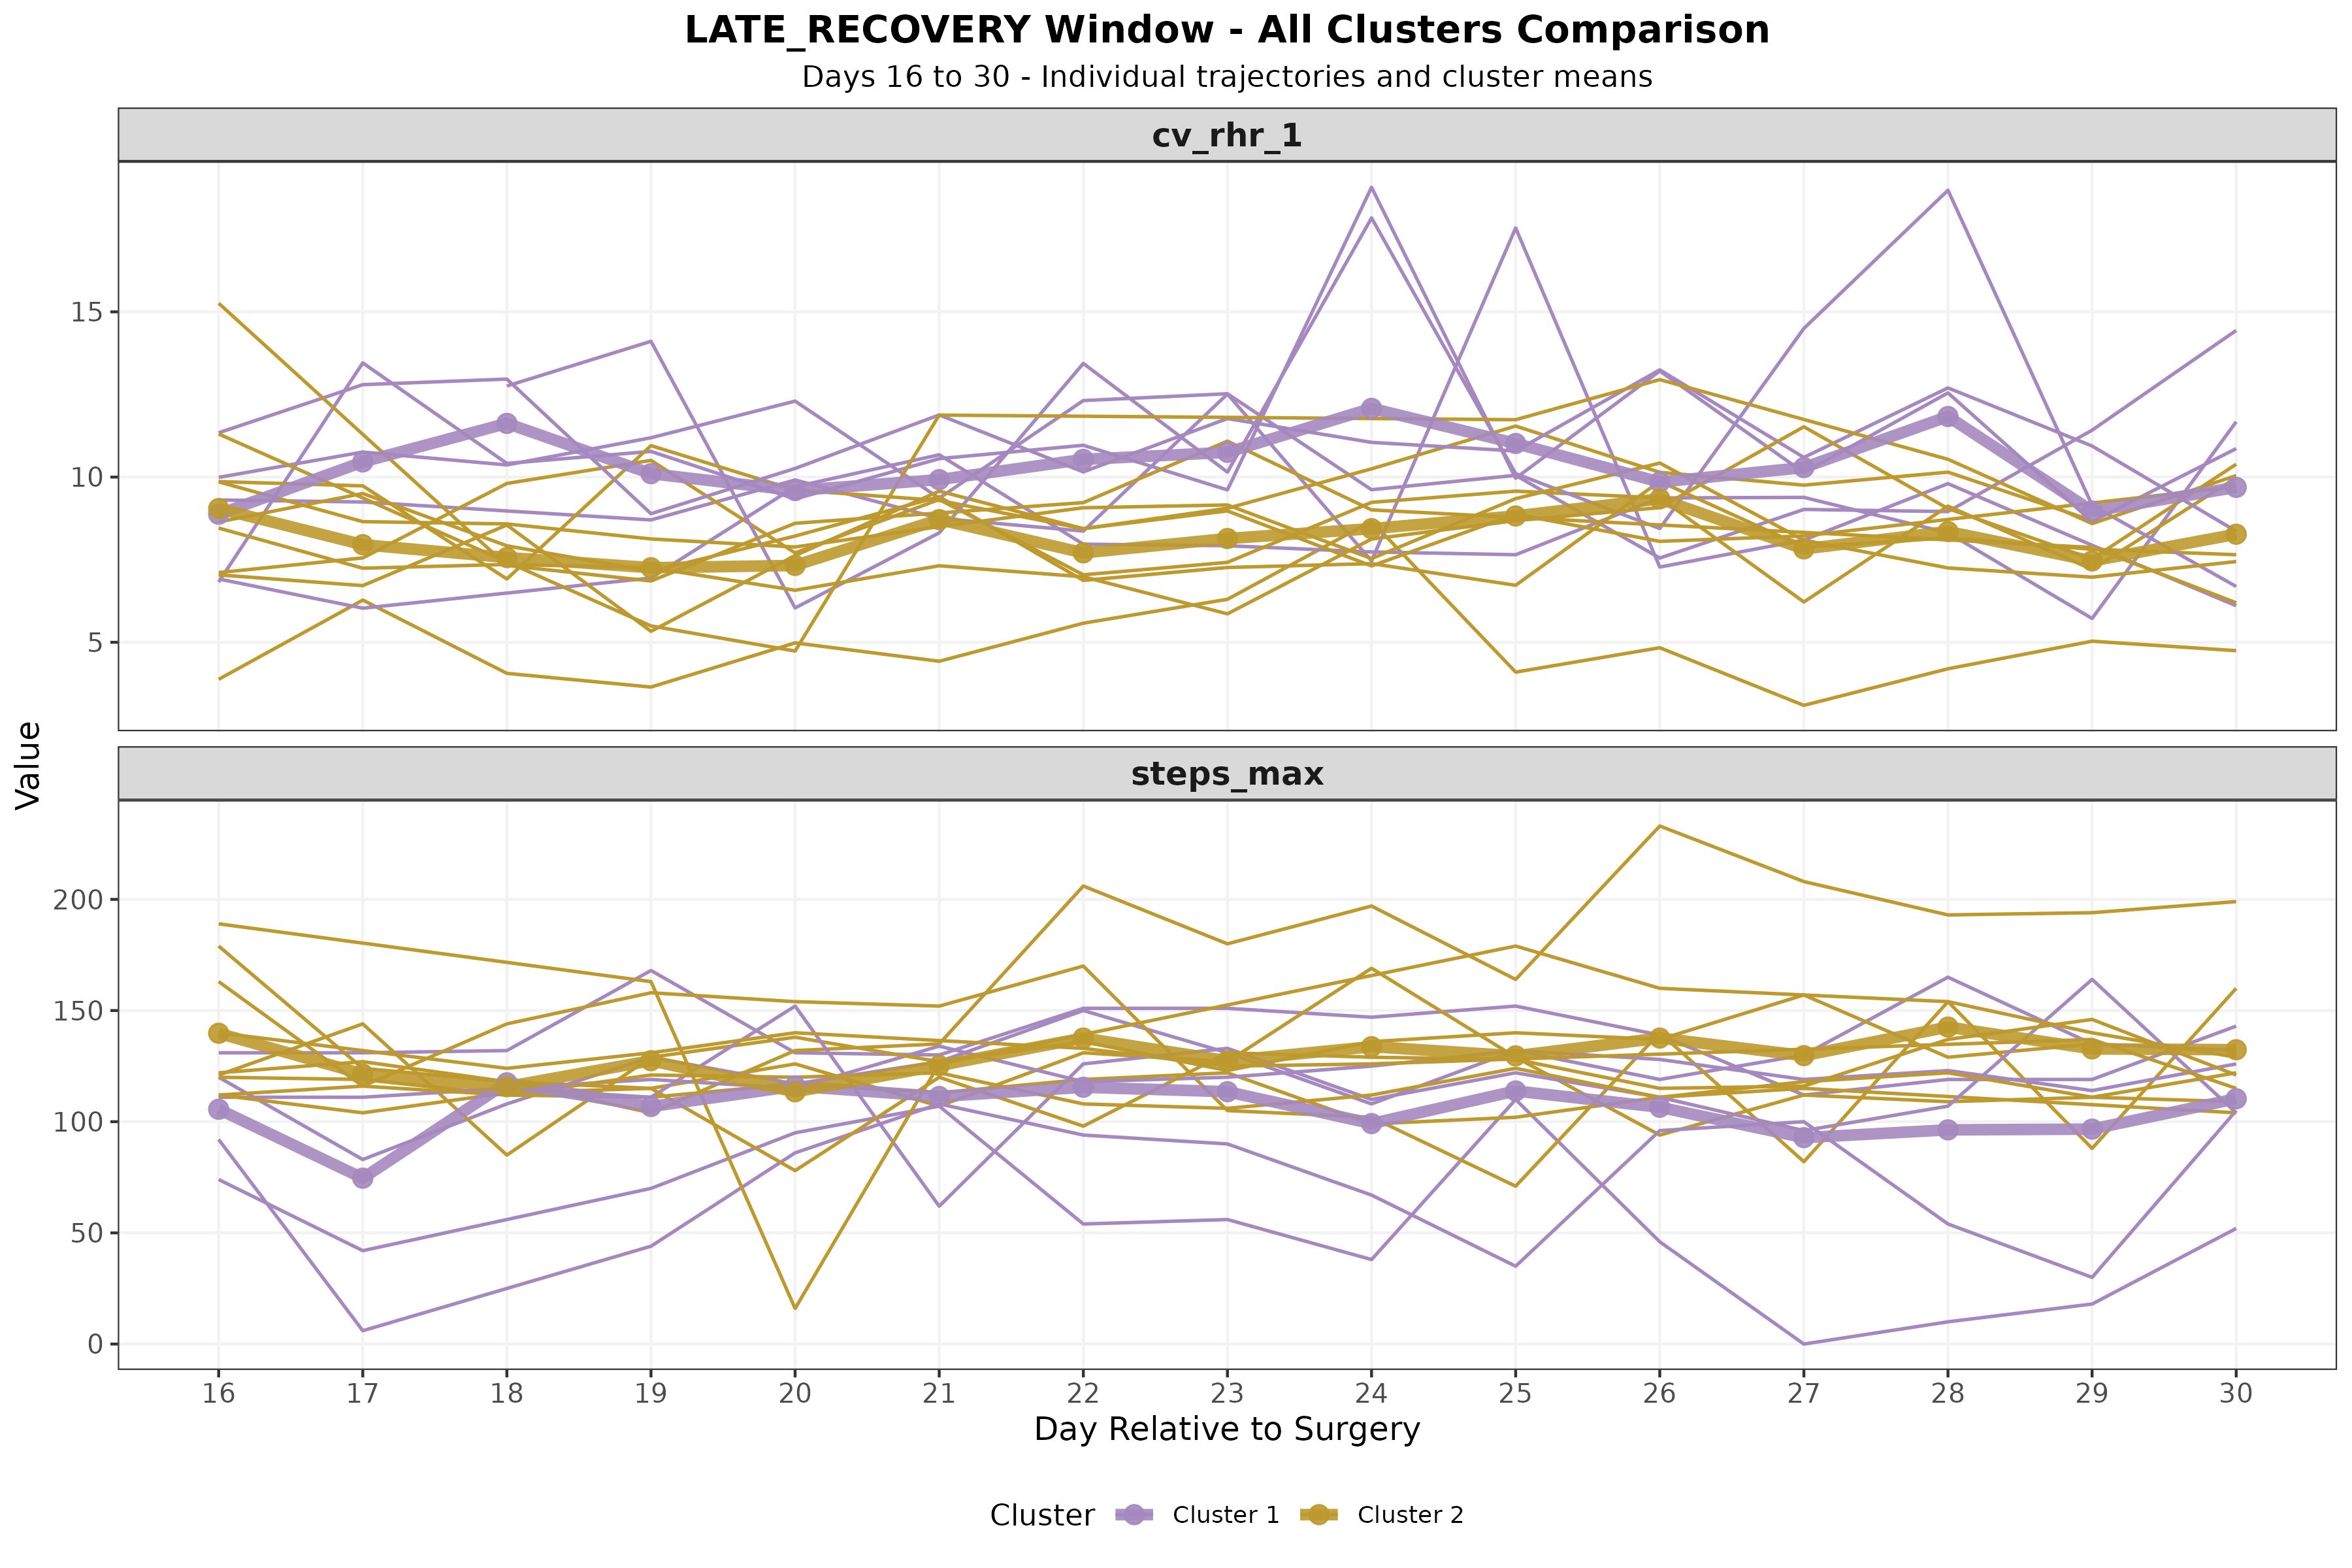 LATE_RECOVERY Window - All Clusters Comparison
Days 16 to 30 - Individual trajectories and cluster means
cv_rhr_1
15
10
5
Value
steps_max
200
150
100
50
0
16 17 18 19 20 21 22 23 24 25 26 27 28 29 30
Day Relative to Surgery
Cluster Cluster 1 Cluster 2